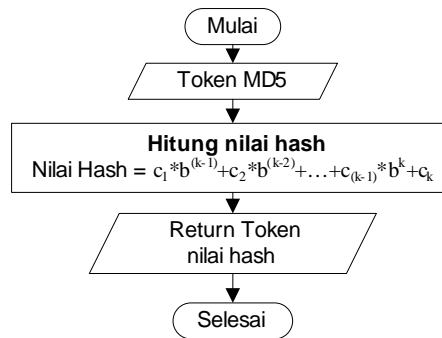 Mulai
Token MD5
Hitung nilai hash
Nilai Hash = c₁*b⁽ᵏ⁻¹⁾+c₂*b⁽ᵏ⁻²⁾+…+c₍ₖ₋₁₎*bᵏ+cₖ
Return Token
nilai hash
Selesai